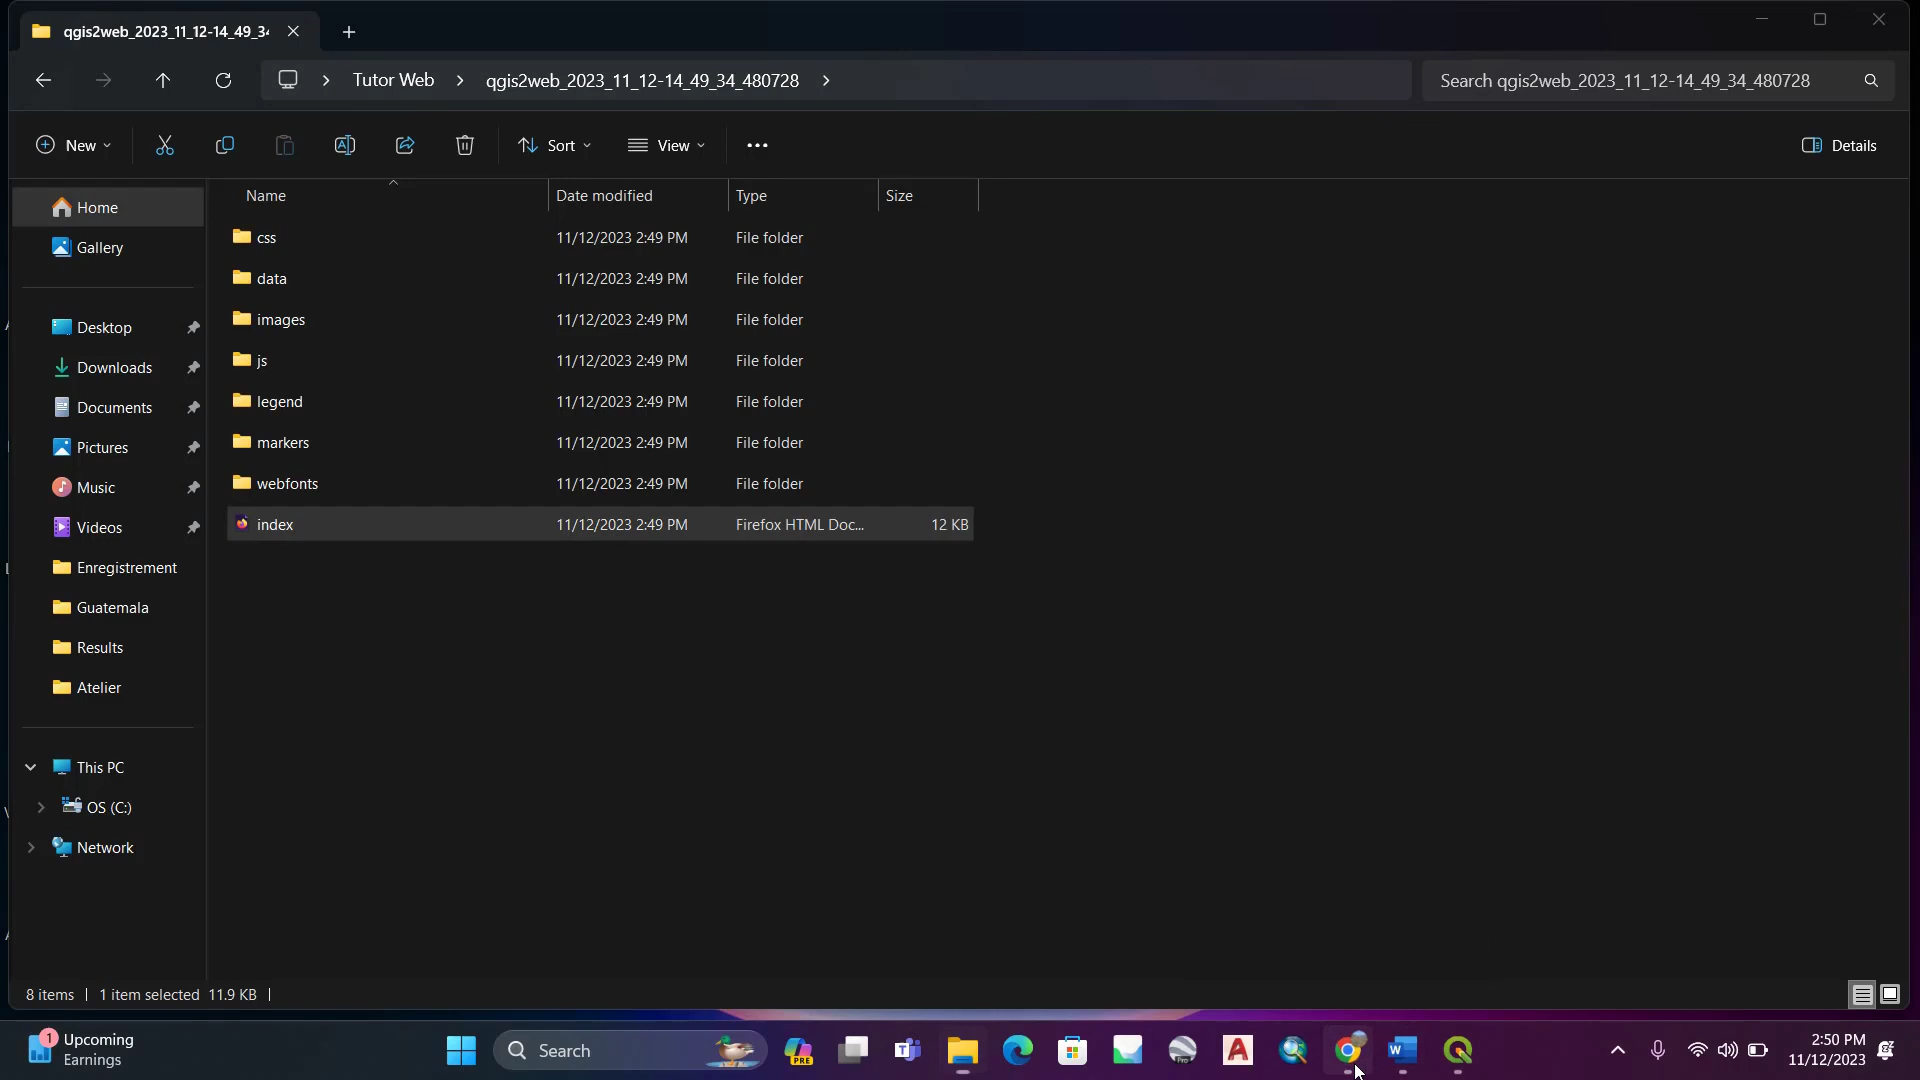 qgis2web_2023_11_12-14_49_34
Tutor Web
qgis2web_2023_11_12-14_49_34_480728
Search qgis2web_2023_11_12-14_49_34_480728
New
Sort
View
Details
Name
Date modified
Type
Size
Home
Gallery
Desktop
Downloads
Documents
Pictures
Music
Videos
Enregistrement
Guatemala
Results
Atelier
This PC
OS (C:)
Network
css 11/12/2023 2:49 PM File folder
data 11/12/2023 2:49 PM File folder
images 11/12/2023 2:49 PM File folder
js 11/12/2023 2:49 PM File folder
legend 11/12/2023 2:49 PM File folder
markers 11/12/2023 2:49 PM File folder
webfonts 11/12/2023 2:49 PM File folder
index 11/12/2023 2:49 PM Firefox HTML Doc... 12 KB
8 items 1 item selected 11.9 KB
1
Upcoming
Earnings
Search
PRE
2:50 PM
11/12/2023